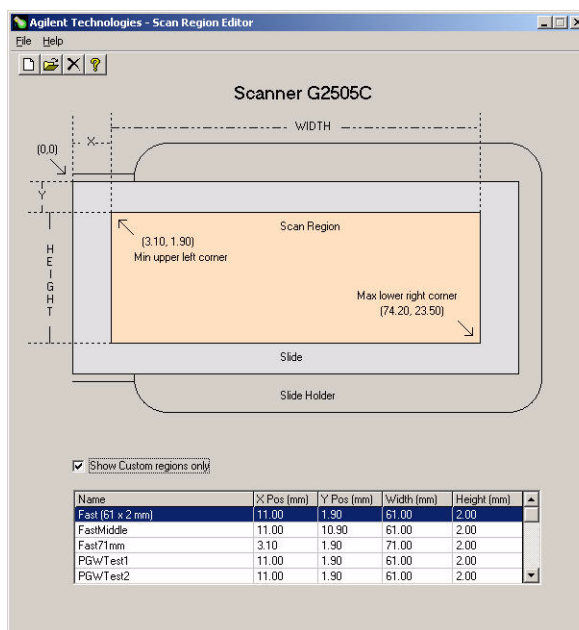 Agilent Technologies - Scan Region Editor
File Help
Scanner G2505C
WIDTH
X
(0,0)
Y
HEIGHT
(3.10, 1.90)
Min upper left corner
Scan Region
Max lower right corner
(74.20, 23.50)
Slide
Slide Holder
Show Custom regions only
Name X Pos (mm) Y Pos (mm) Width (mm) Height (mm)
Fast (61 x 2 mm) 11.00 1.90 61.00 2.00
FastMiddle 11.00 10.90 61.00 2.00
Fast71mm 3.10 1.90 71.00 2.00
PGWTest1 11.00 1.90 61.00 2.00
PGWTest2 11.00 1.90 61.00 2.00